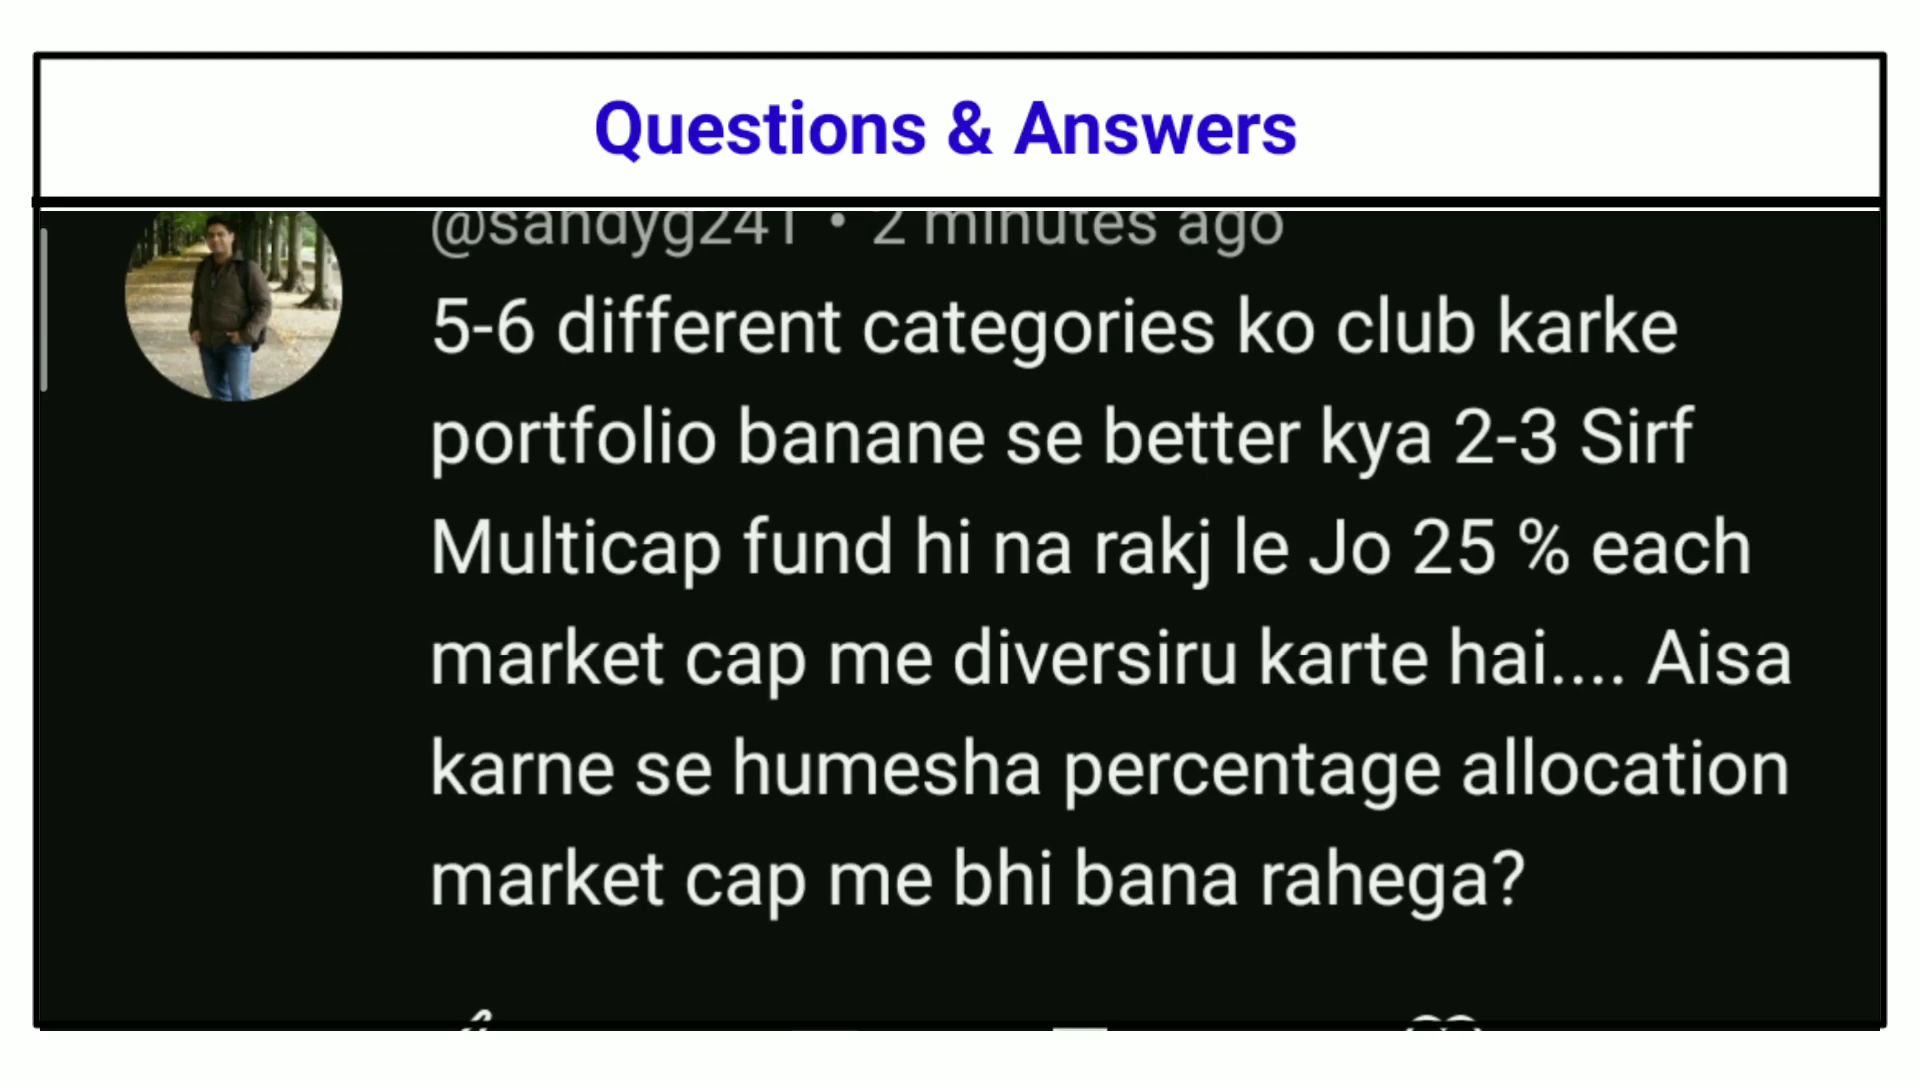 Questions & Answers
@sandyg241 • 2 minutes ago
5-6 different categories ko club karke
portfolio banane se better kya 2-3 Sirf
Multicap fund hi na rakj le Jo 25 % each
market cap me diversiru karte hai.... Aisa
karne se humesha percentage allocation
market cap me bhi bana rahega?